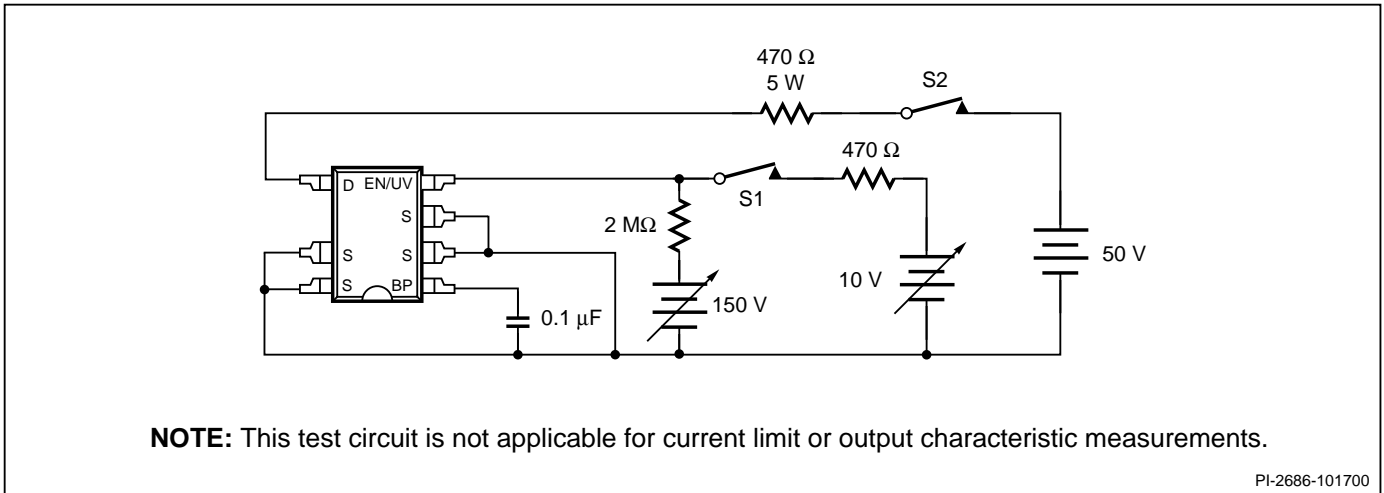 470 Ω
5 W
S2
470 Ω
S1
D EN/UV
S
S S
S BP
2 MΩ
150 V
10 V
50 V
0.1 μF
NOTE: This test circuit is not applicable for current limit or output characteristic measurements.
PI-2686-101700